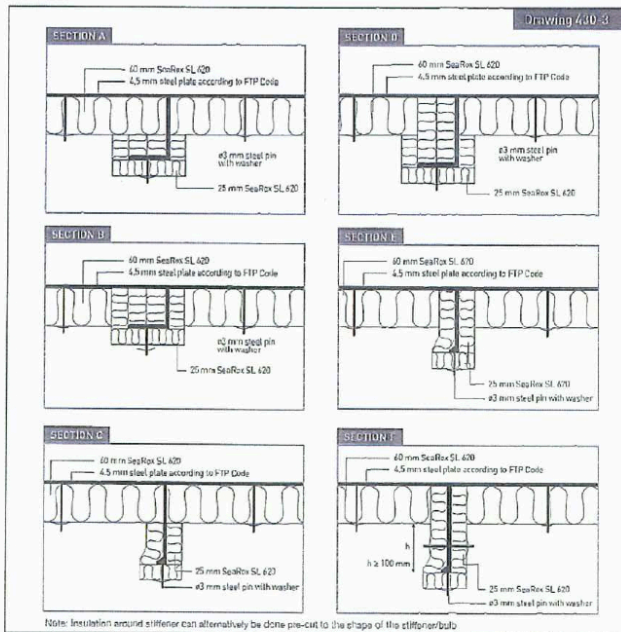 Drawing 430-3
SECTION A
60 mm SeaRox SL 620
4,5 mm steel plate according to FTP Code
ø3 mm steel pin
with washer
25 mm SeaRox SL 620
SECTION D
60 mm SeaRox SL 620
4,5 mm steel plate according to FTP Code
ø3 mm steel pin
with washer
25 mm SeaRox SL 620
SECTION B
60 mm SeaRox SL 620
4,5 mm steel plate according to FTP Code
ø3 mm steel pin
with washer
25 mm SeaRox SL 620
SECTION E
60 mm SeaRox SL 620
4,5 mm steel plate according to FTP Code
25 mm SeaRox SL 620
ø3 mm steel pin with washer
SECTION C
60 mm SeaRox SL 620
4,5 mm steel plate according to FTP Code
25 mm SeaRox SL 620
ø3 mm steel pin with washer
SECTION F
60 mm SeaRox SL 620
4,5 mm steel plate according to FTP Code
h
h ≥ 100 mm
25 mm SeaRox SL 620
ø3 mm steel pin with washer
Note: Insulation around stiffener can alternatively be done pre-cut to the shape of the stiffener/bulb